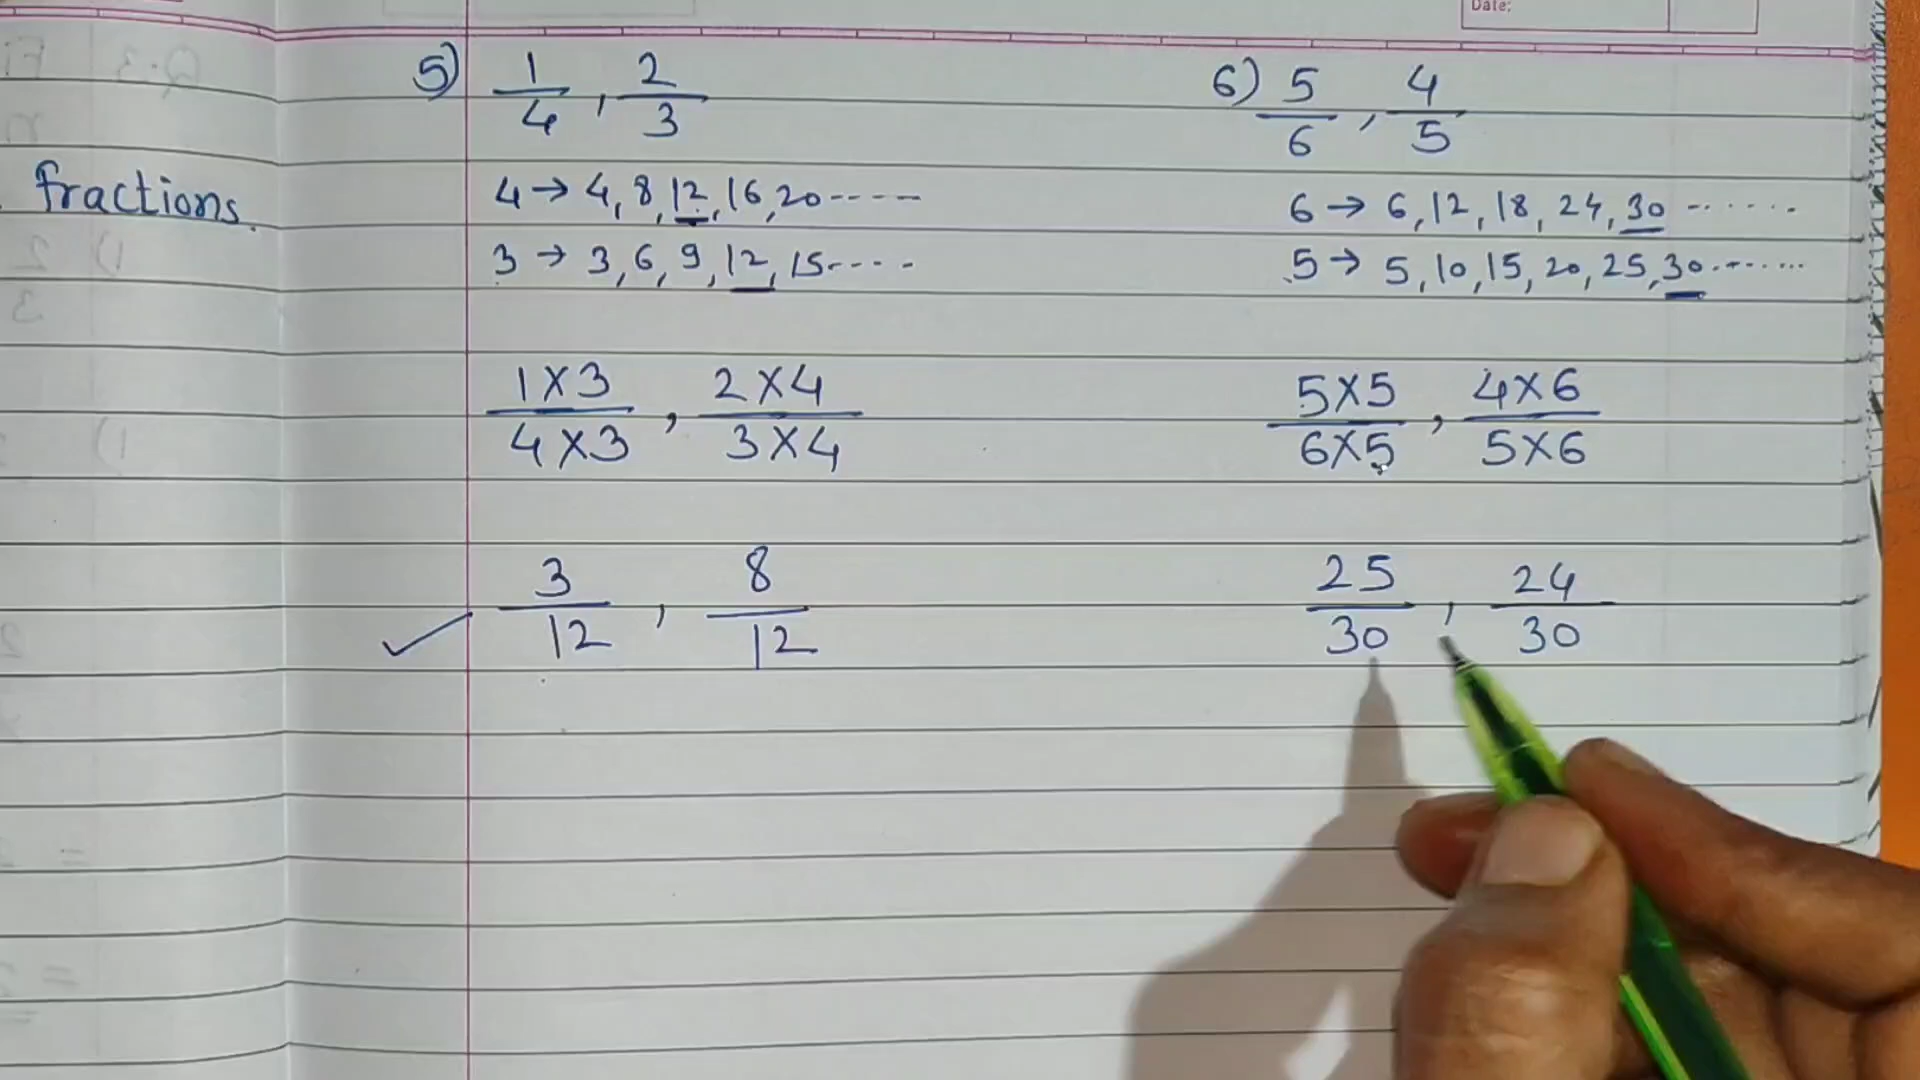 Date:
5) 1/4 , 2/3
4 → 4, 8, 12, 16, 20-----
3 → 3, 6, 9, 12, 15.----
1×3/4×3 , 2×4/3×4
3/12 , 8/12
6) 5/6 , 4/5
6 → 6, 12, 18, 24, 30 -······
5 → 5, 10, 15, 20, 25, 30.-······
5×5/6×5 , 4×6/5×6
25/30 , 24/30
fractions.